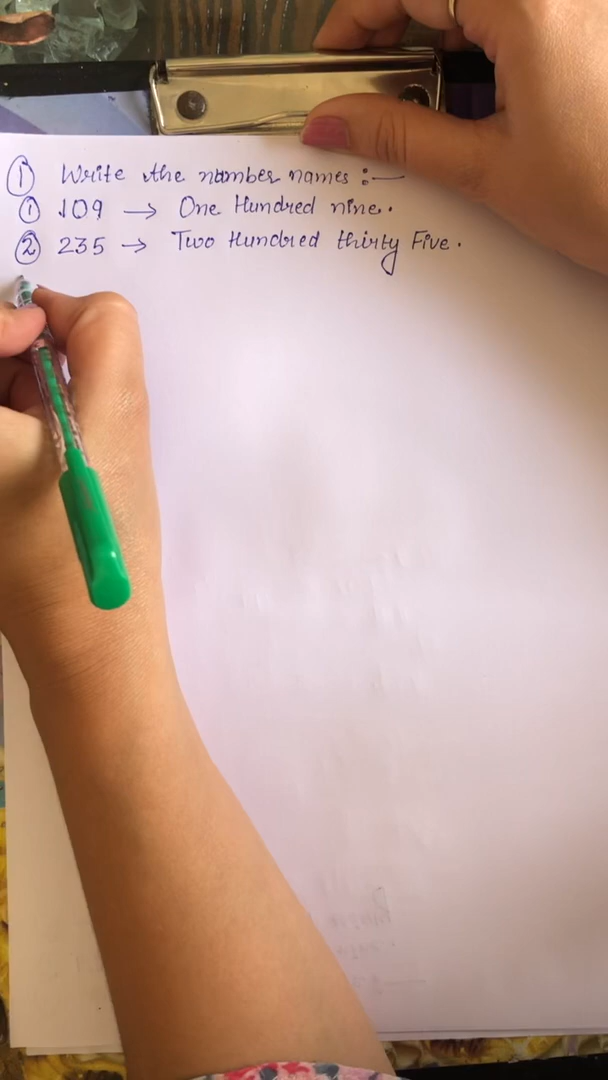 ① Write the number names :—
① 109 → One Hundred nine.
② 235 → Two Hundred thirty Five.